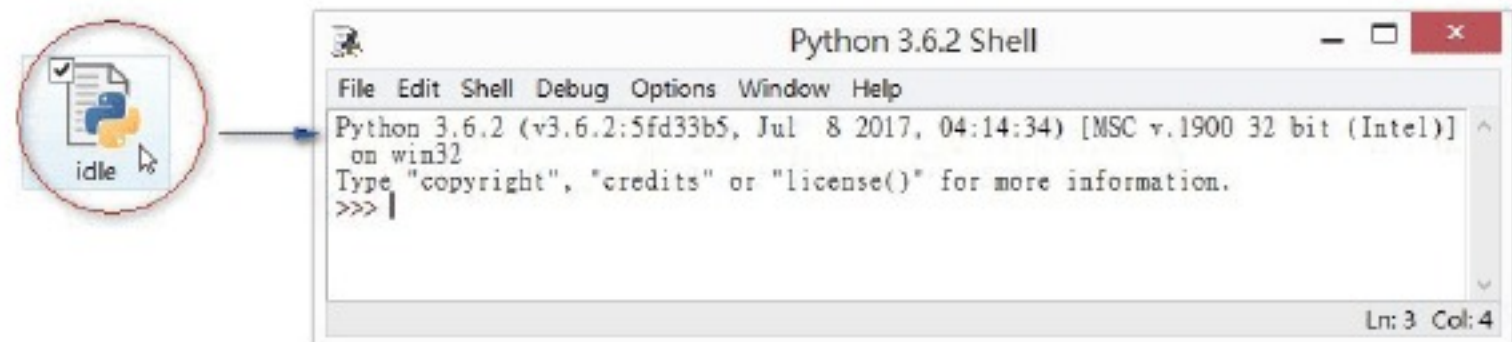 idle
Python 3.6.2 Shell
File Edit Shell Debug Options Window Help
Python 3.6.2 (v3.6.2:5fd33b5, Jul  8 2017, 04:14:34) [MSC v.1900 32 bit (Intel)]
on win32
Type "copyright", "credits" or "license()" for more information.
>>>
Ln: 3 Col: 4